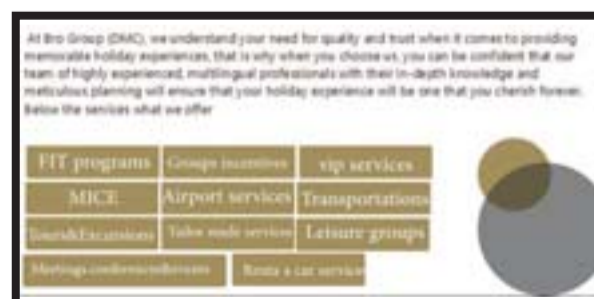 At Bro Group (DMC), we understand your need for quality and trust when it comes to providing
memorable holiday experiences, that is why when you choose us, you can be confident that our
team of highly experienced, multilingual professionals with their in-depth knowledge and
meticulous planning will ensure that your holiday experience will be one that you cherish forever.
Below the services what we offer
FIT programs Groups incentives vip services
MICE Airport services Transportations
Tours&Excursions Tailor made services Leisure groups
Meetings.conferences&events Rents a car services